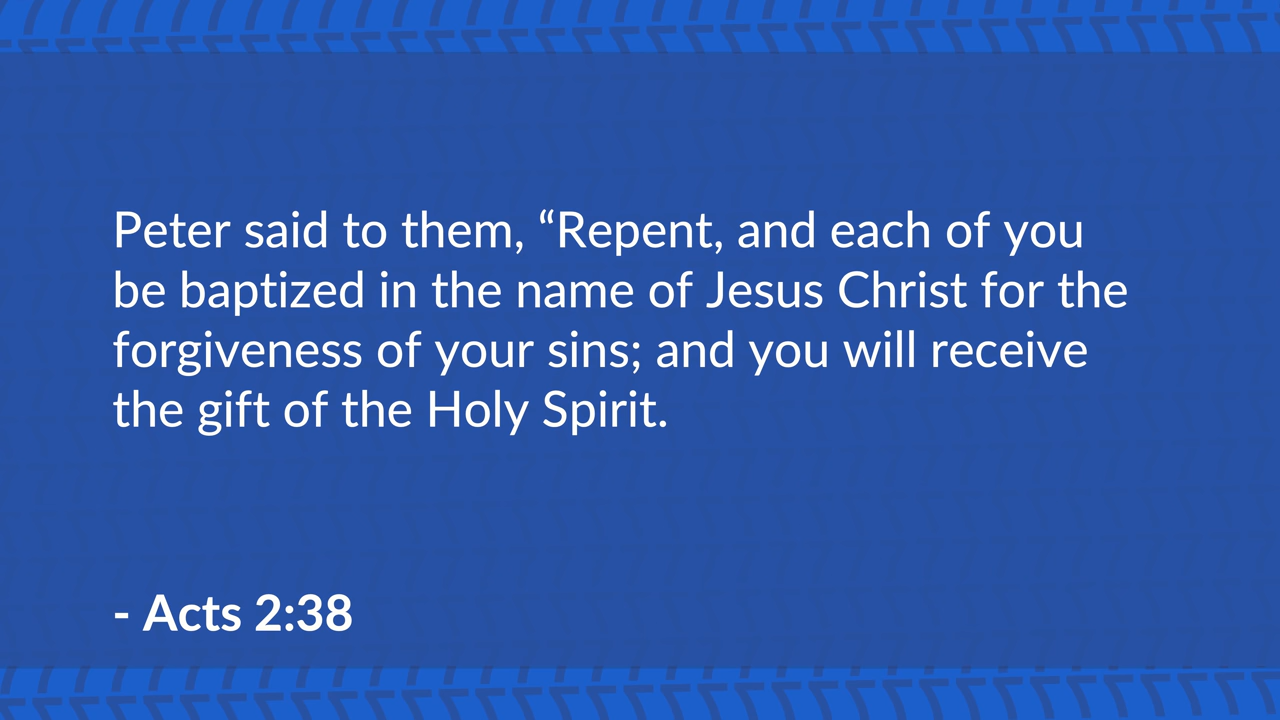 Peter said to them, “Repent, and each of you
be baptized in the name of Jesus Christ for the
forgiveness of your sins; and you will receive
the gift of the Holy Spirit.
- Acts 2:38